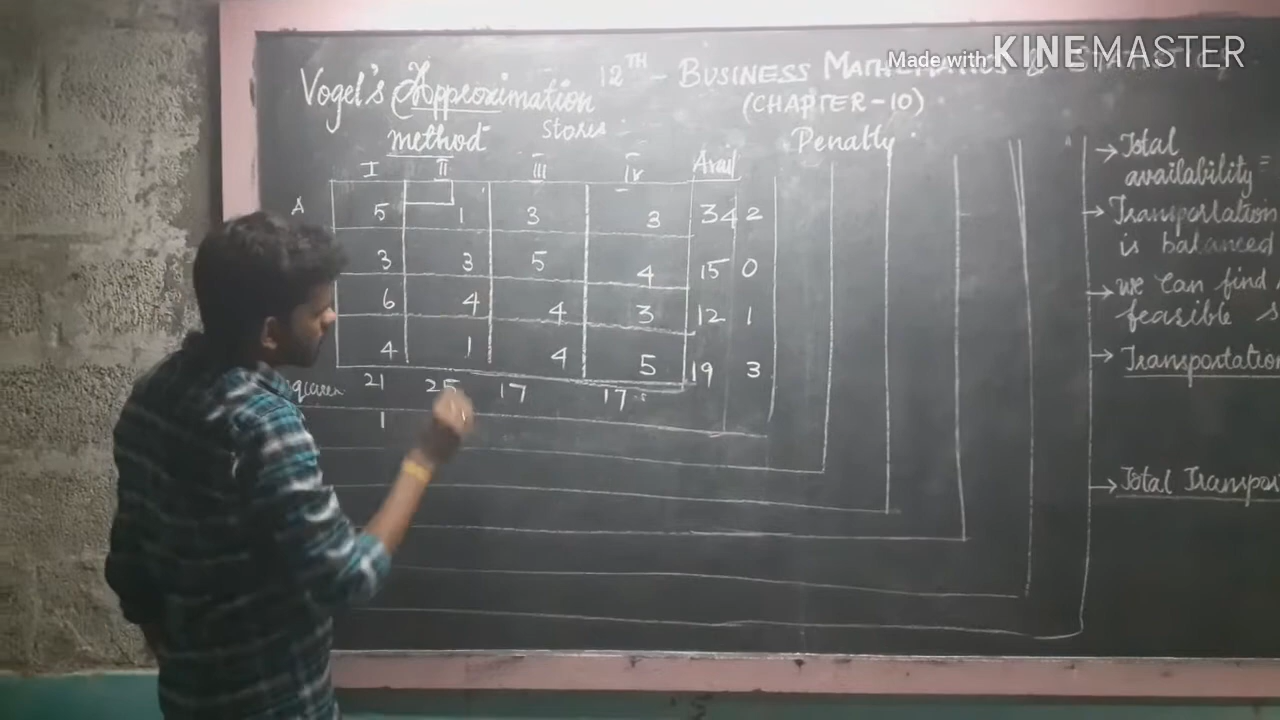 Made with KINEMASTER
12TH - BUSINESS MATHEMATICS &
(CHAPTER-10)
Vogel's Approximation
method
Stores
Penalty
I II III IV Avail
A 5 1 3 3 34 2
3 3 5 4 15 0
6 4 4 3 12 1
4 1 4 5 19 3
21 25 17 17
1
→ Total
availability =
→ Transportation
is balanced
→ we can find
feasible s
→ Transportation
→ Total Transpor